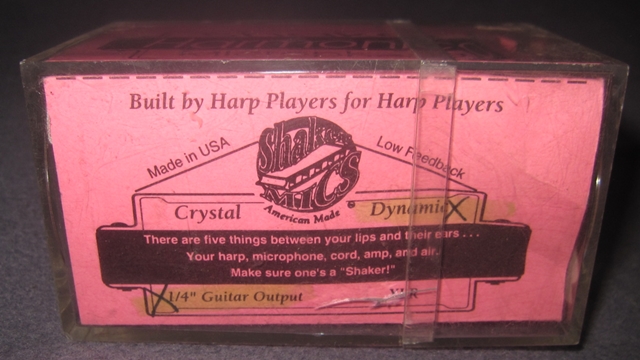 Built by Harp Players for Harp Players
Made in USA
Low Feedback
Shaker
MICS
American Made
Crystal
Dynamic X
There are five things between your lips and their ears . . .
Your harp, microphone, cord, amp, and air.
Make sure one's a "Shaker!"
X 1/4" Guitar Output